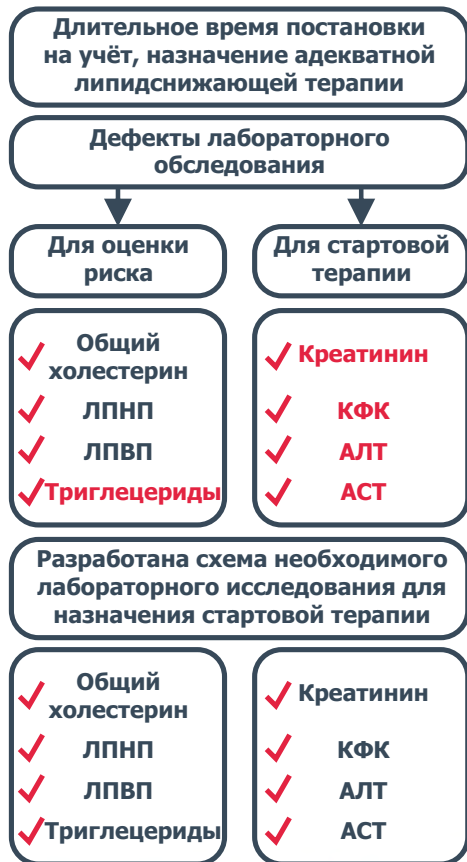 Длительное время постановки
на учёт, назначение адекватной
липидснижающей терапии
Дефекты лабораторного
обследования
Для оценки
риска
Для стартовой
терапии
Общий
холестерин
ЛПНП
ЛПВП
Триглецериды
Креатинин
КФК
АЛТ
АСТ
Разработана схема необходимого
лабораторного исследования для
назначения стартовой терапии
Общий
холестерин
ЛПНП
ЛПВП
Триглецериды
Креатинин
КФК
АЛТ
АСТ